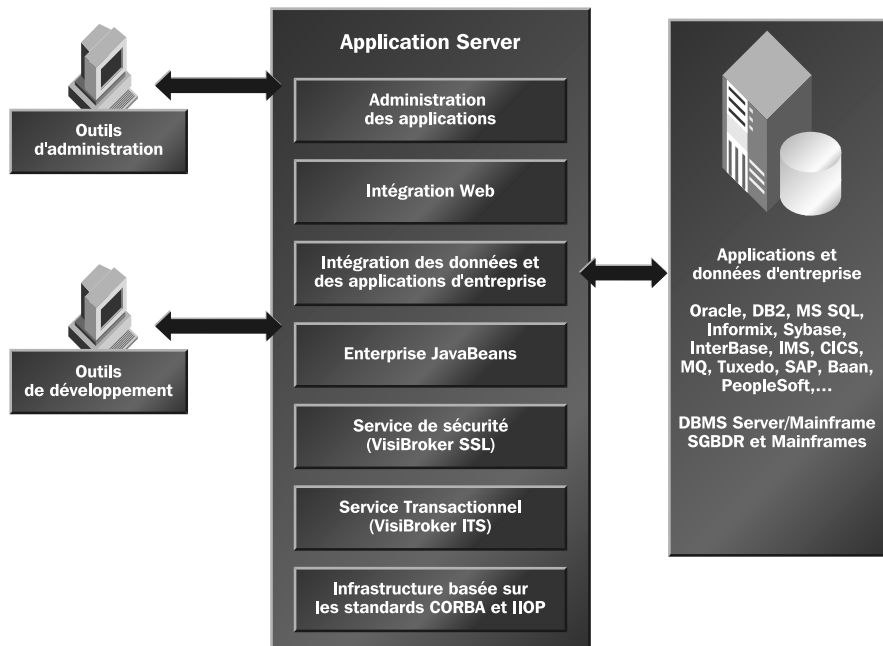 Outils
d'administration
Outils
de développement
Application Server
Administration
des applications
Intégration Web
Intégration des données et
des applications d'entreprise
Enterprise JavaBeans
Service de sécurité
(VisiBroker SSL)
Service Transactionnel
(VisiBroker ITS)
Infrastructure basée sur
les standards CORBA et IIOP
Applications et
données d'entreprise
Oracle, DB2, MS SQL,
Informix, Sybase,
InterBase, IMS, CICS,
MQ, Tuxedo, SAP, Baan,
PeopleSoft,...
DBMS Server/Mainframe
SGBDR et Mainframes